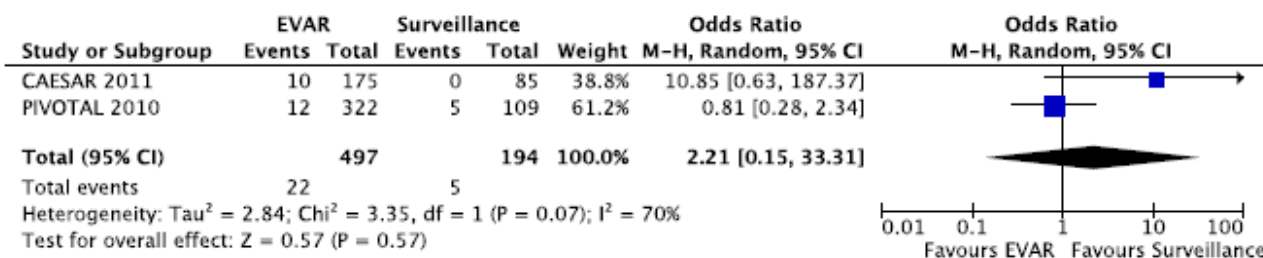 EVAR Surveillance Odds Ratio Odds Ratio
Study or Subgroup Events Total Events Total Weight M-H, Random, 95% CI M-H, Random, 95% CI
CAESAR 2011 10 175 0 85 38.8% 10.85 [0.63, 187.37]
PIVOTAL 2010 12 322 5 109 61.2% 0.81 [0.28, 2.34]
Total (95% CI) 497 194 100.0% 2.21 [0.15, 33.31]
Total events 22 5
Heterogeneity: Tau² = 2.84; Chi² = 3.35, df = 1 (P = 0.07); I² = 70%
Test for overall effect: Z = 0.57 (P = 0.57)
0.01 0.1 1 10 100
Favours EVAR Favours Surveillance